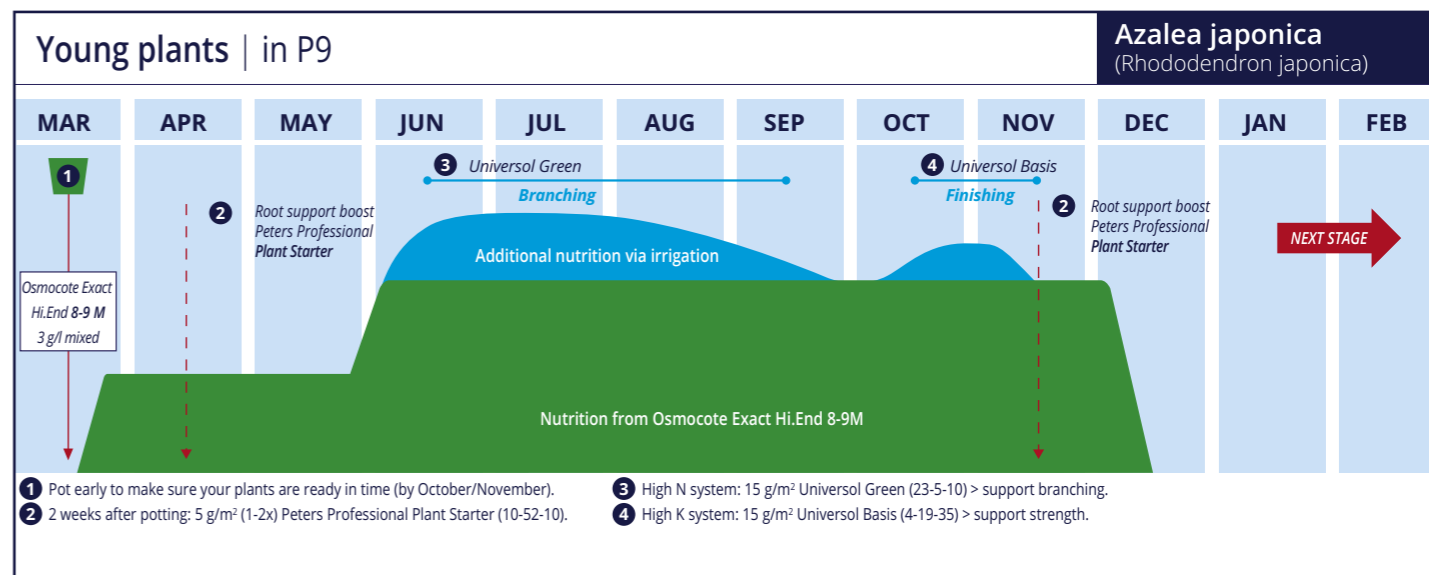 Young plants | in P9
Azalea japonica
(Rhododendron japonica)
MAR APR MAY JUN JUL AUG SEP OCT NOV DEC JAN FEB
1
3 Universol Green
Branching
4 Universol Basis
Finishing
2 Root support boost
Peters Professional
Plant Starter
2 Root support boost
Peters Professional
Plant Starter
NEXT STAGE
Additional nutrition via irrigation
Osmocote Exact
Hi.End 8-9 M
3 g/l mixed
Nutrition from Osmocote Exact Hi.End 8-9M
1 Pot early to make sure your plants are ready in time (by October/November).
2 2 weeks after potting: 5 g/m² (1-2x) Peters Professional Plant Starter (10-52-10).
3 High N system: 15 g/m² Universol Green (23-5-10) > support branching.
4 High K system: 15 g/m² Universol Basis (4-19-35) > support strength.